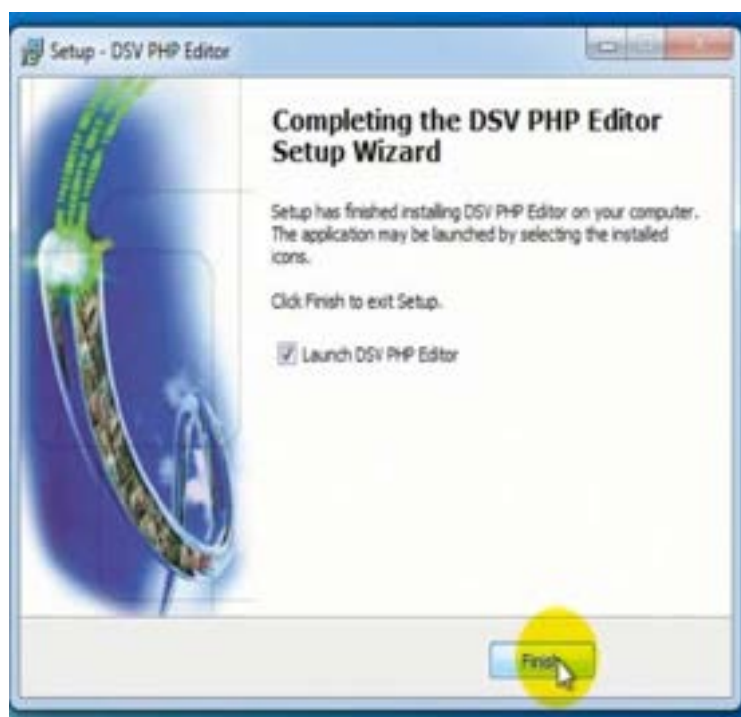 Setup - DSV PHP Editor
Completing the DSV PHP Editor
Setup Wizard
Setup has finished installing DSV PHP Editor on your computer.
The application may be launched by selecting the installed
icons.
Click Finish to exit Setup.
Launch DSV PHP Editor
Finish